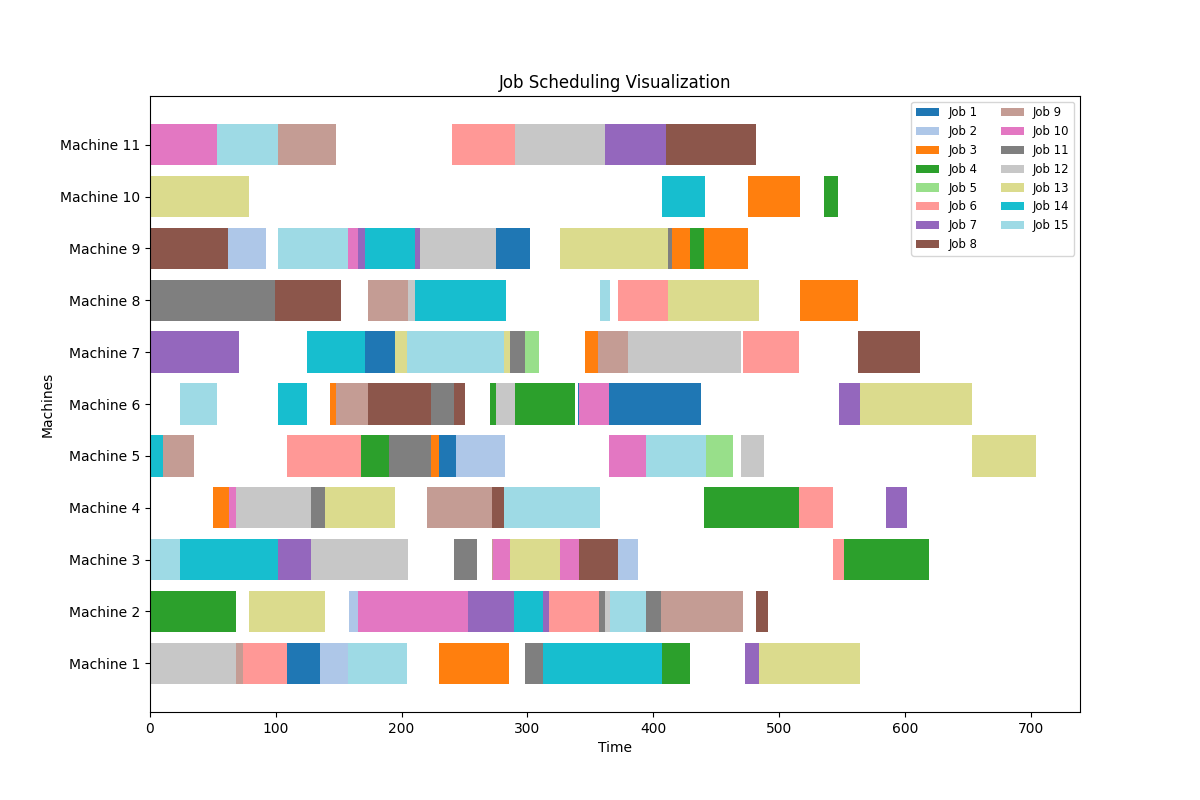 Job Scheduling Visualization
Machine 11
Machine 10
Machine 9
Machine 8
Machine 7
Machine 6
Machine 5
Machine 4
Machine 3
Machine 2
Machine 1
Machines
0 100 200 300 400 500 600 700
Time
Job 1
Job 2
Job 3
Job 4
Job 5
Job 6
Job 7
Job 8
Job 9
Job 10
Job 11
Job 12
Job 13
Job 14
Job 15